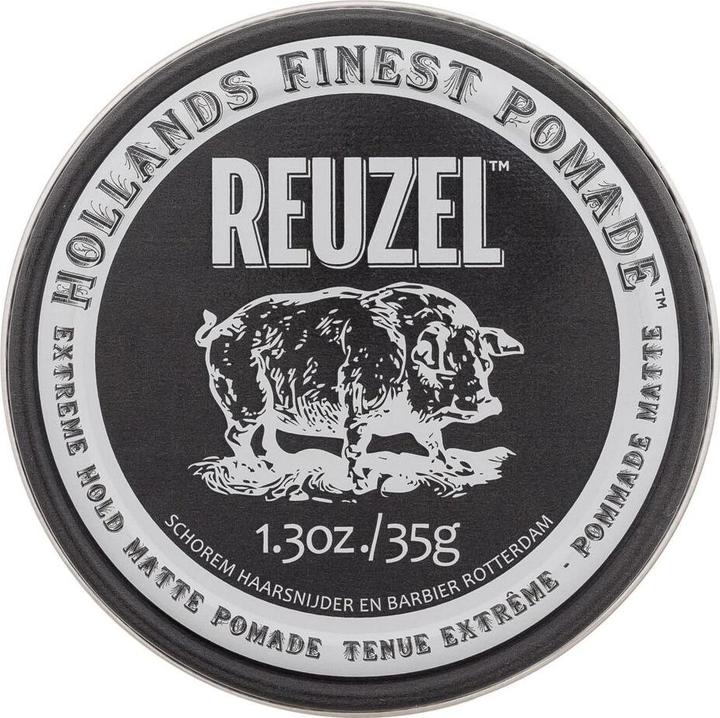 HOLLANDS FINEST POMADE™
REUZEL™
1.3oz./35g
SCHOREM HAARSNIJDER EN BARBIER ROTTERDAM
EXTREME HOLD MATTE POMADE TENUE EXTRÊME - POMMADE MATTE